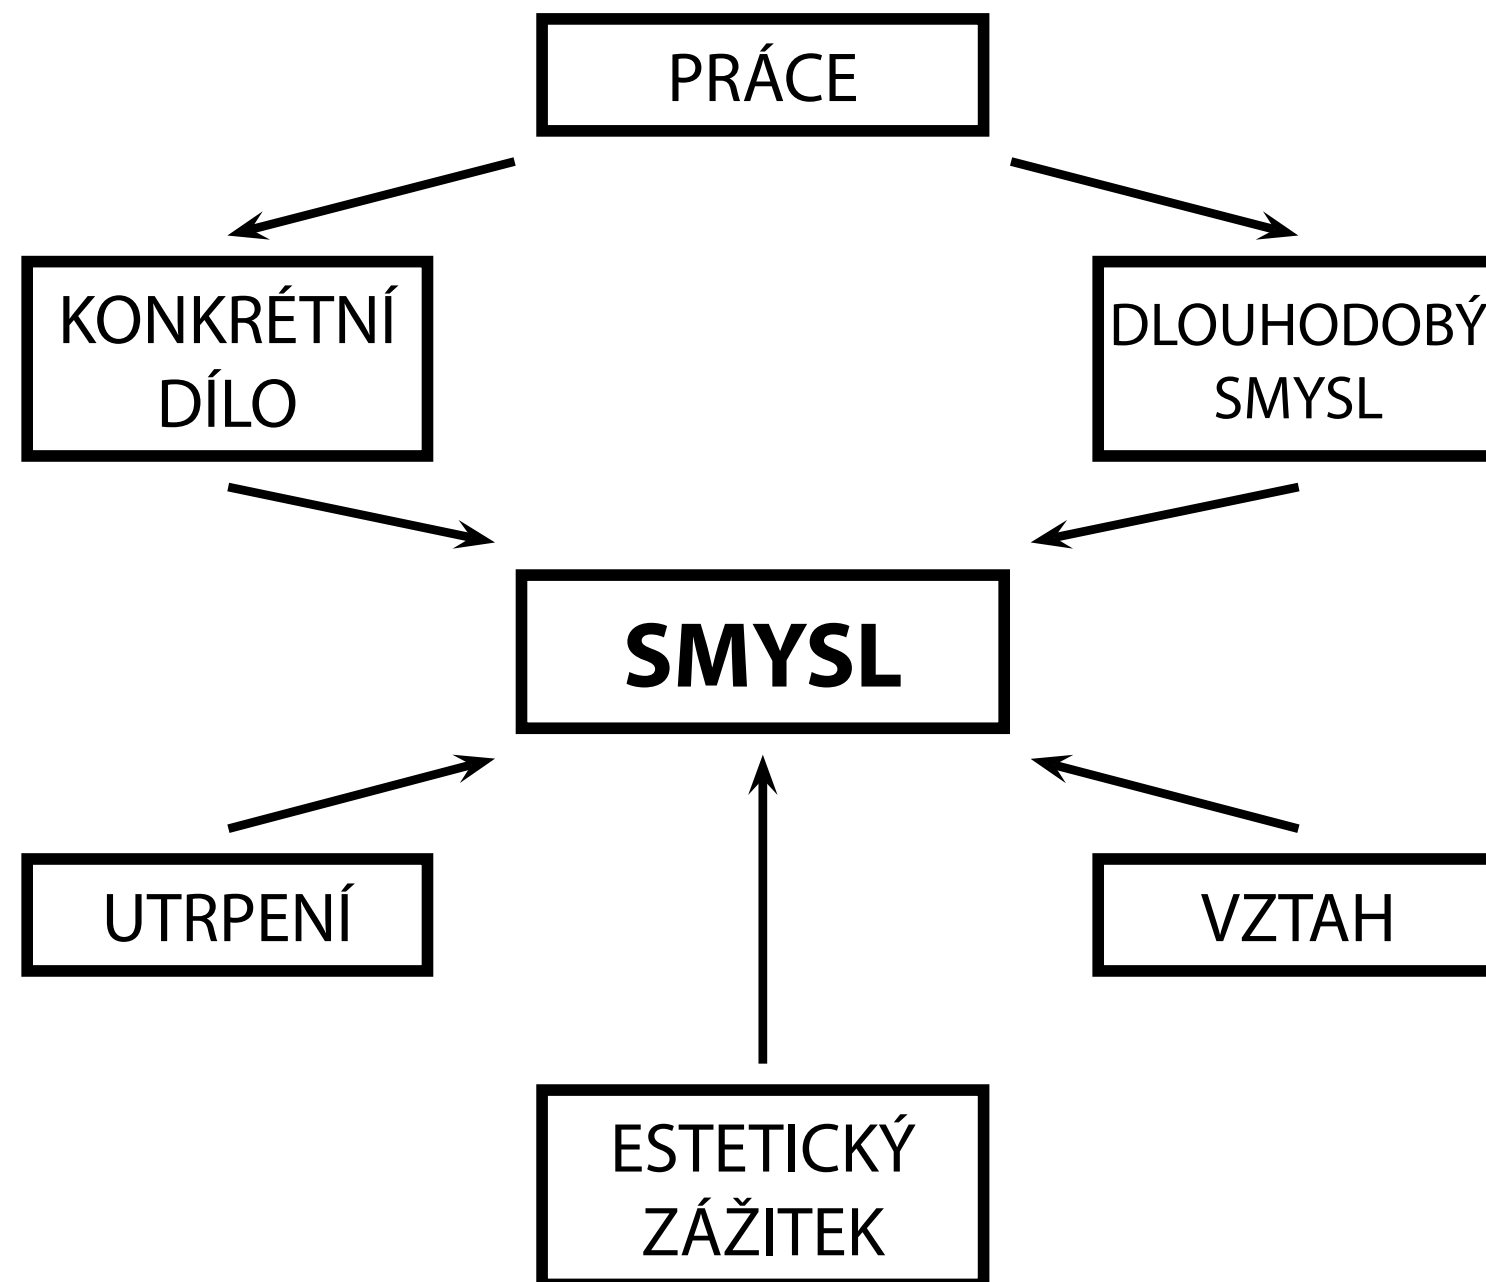 PRÁCE
KONKRÉTNÍ
DÍLO
DLOUHODOBÝ
SMYSL
SMYSL
UTRPENÍ
VZTAH
ESTETICKÝ
ZÁŽITEK